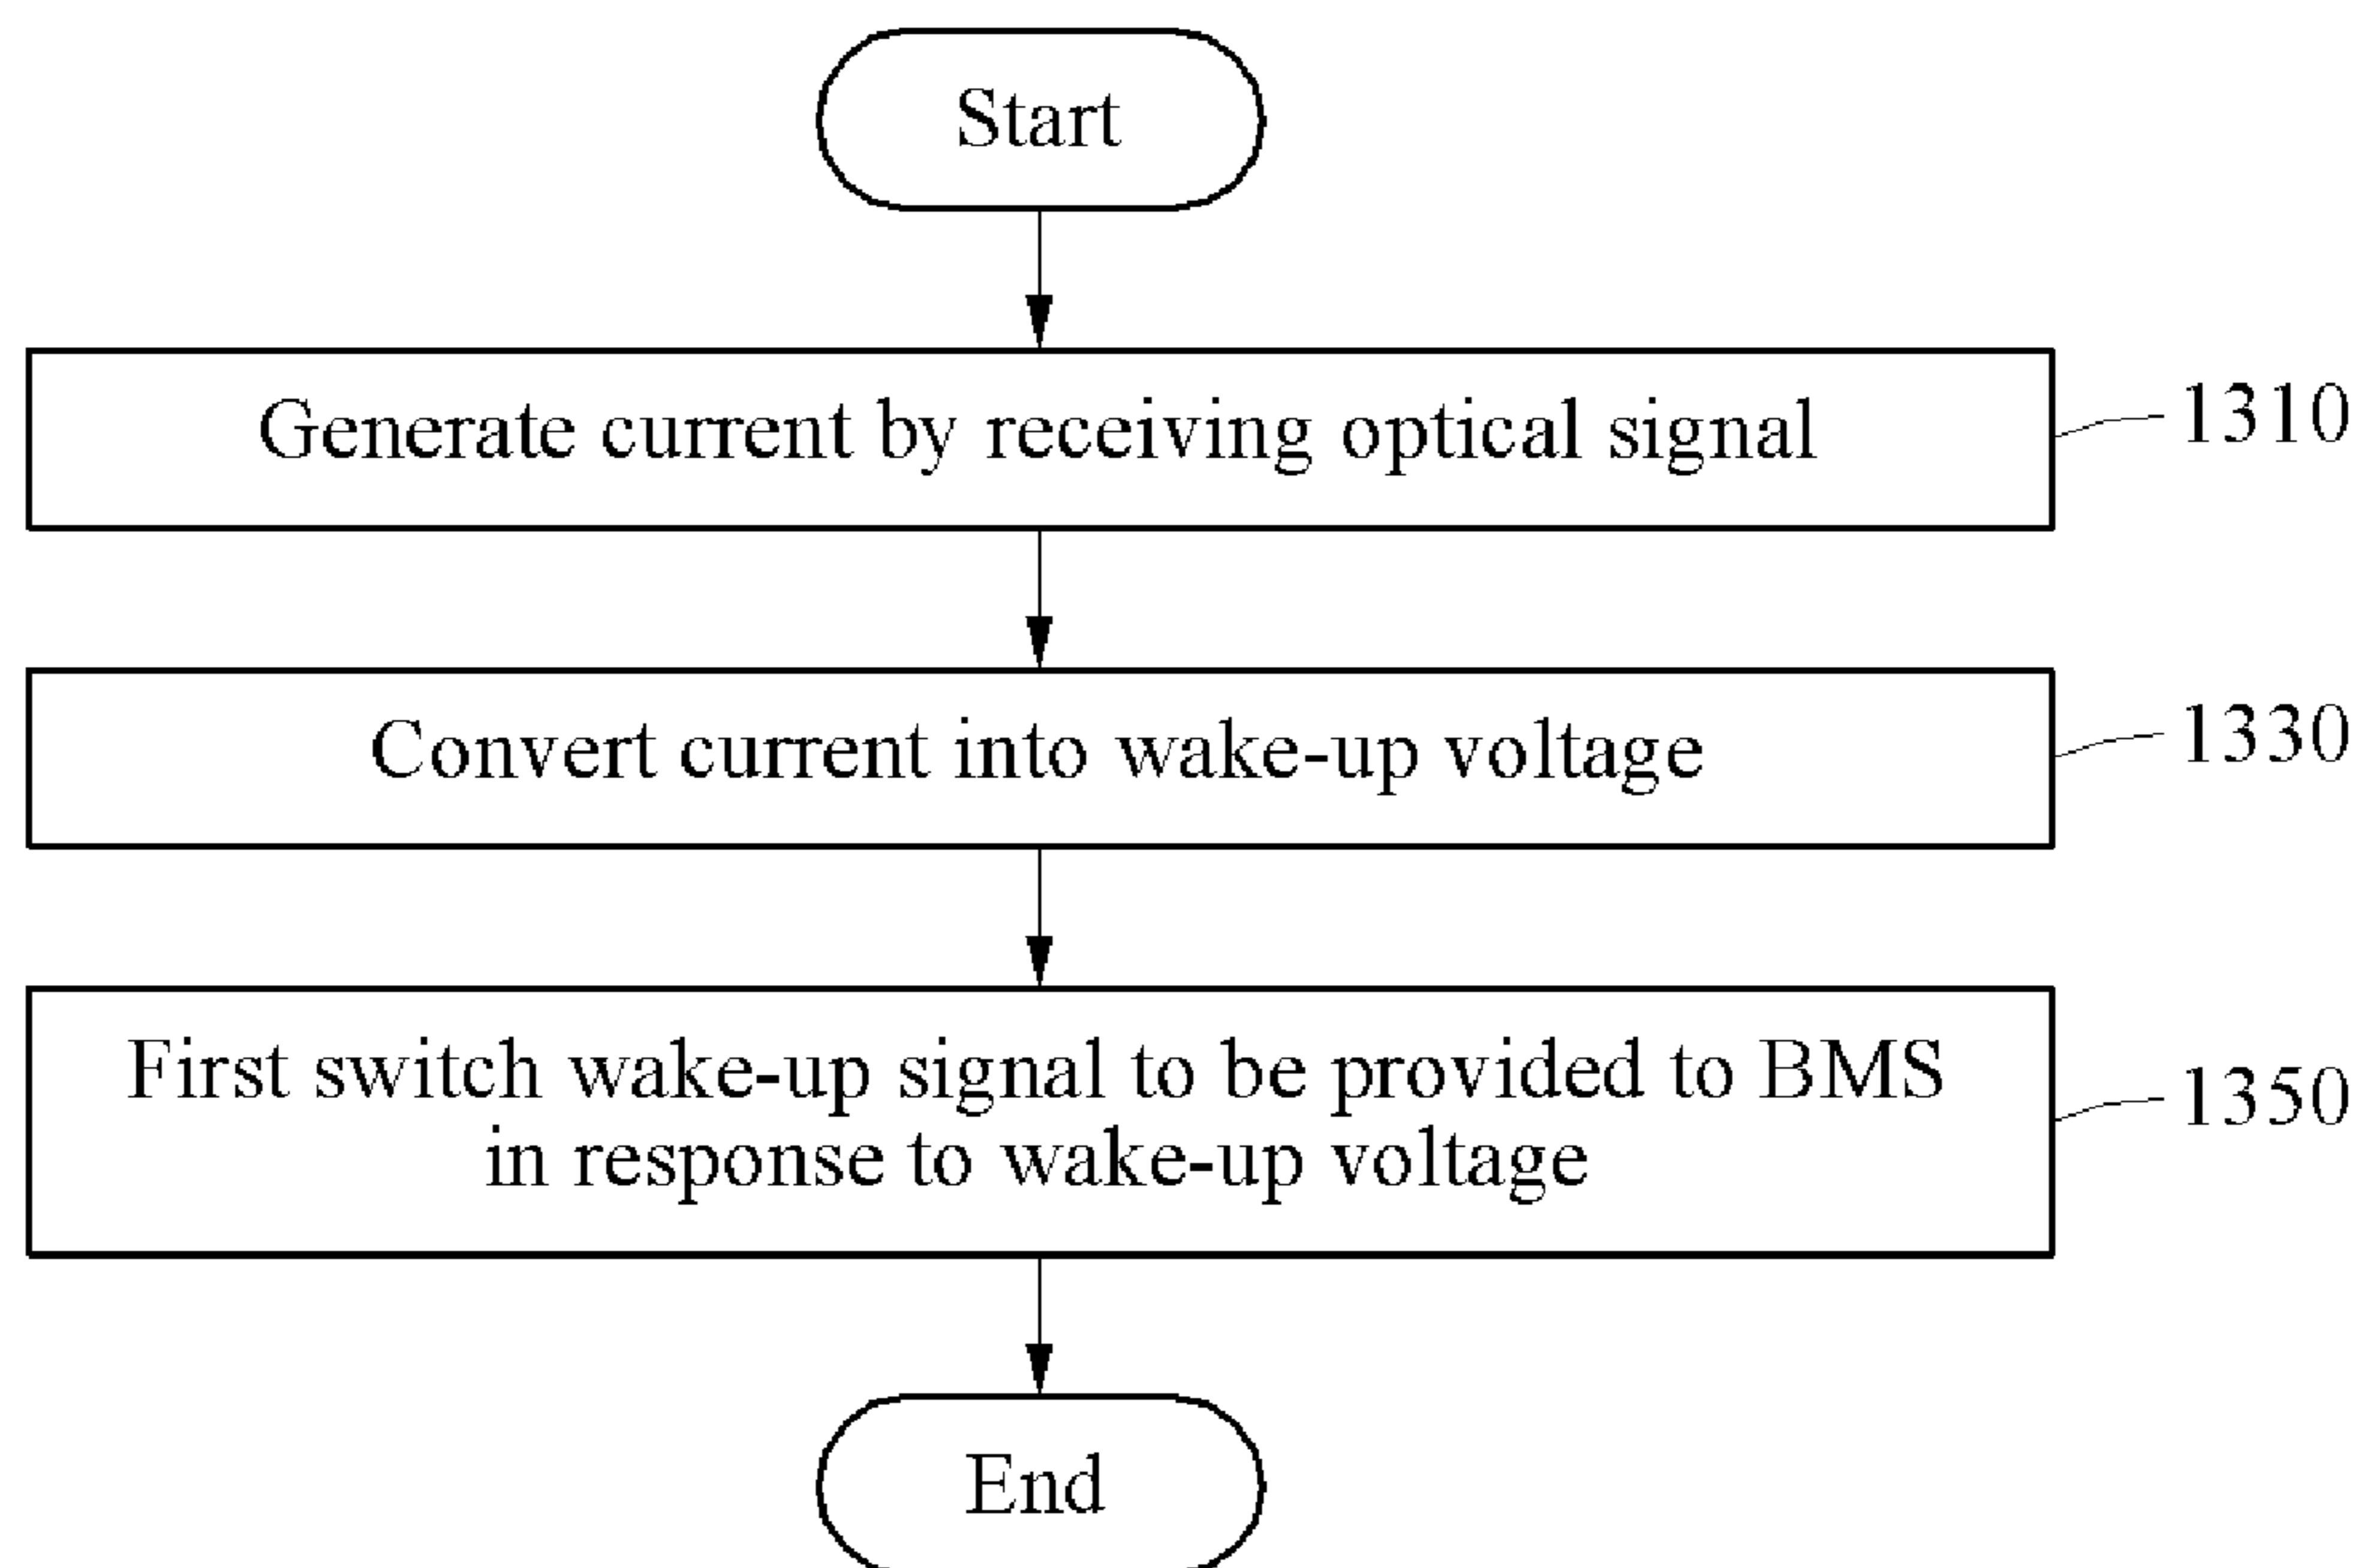 Start
Generate current by receiving optical signal
1310
Convert current into wake-up voltage
1330
First switch wake-up signal to be provided to BMS
in response to wake-up voltage
1350
End